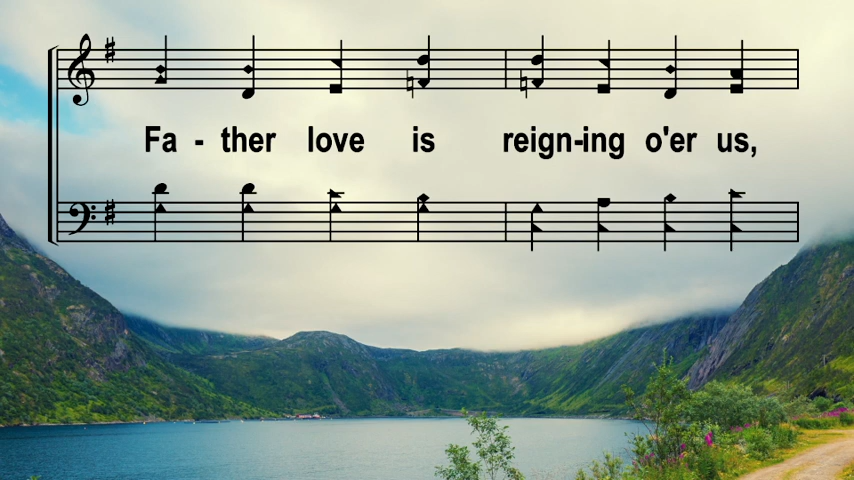 Fa - ther love is reign-ing o'er us,